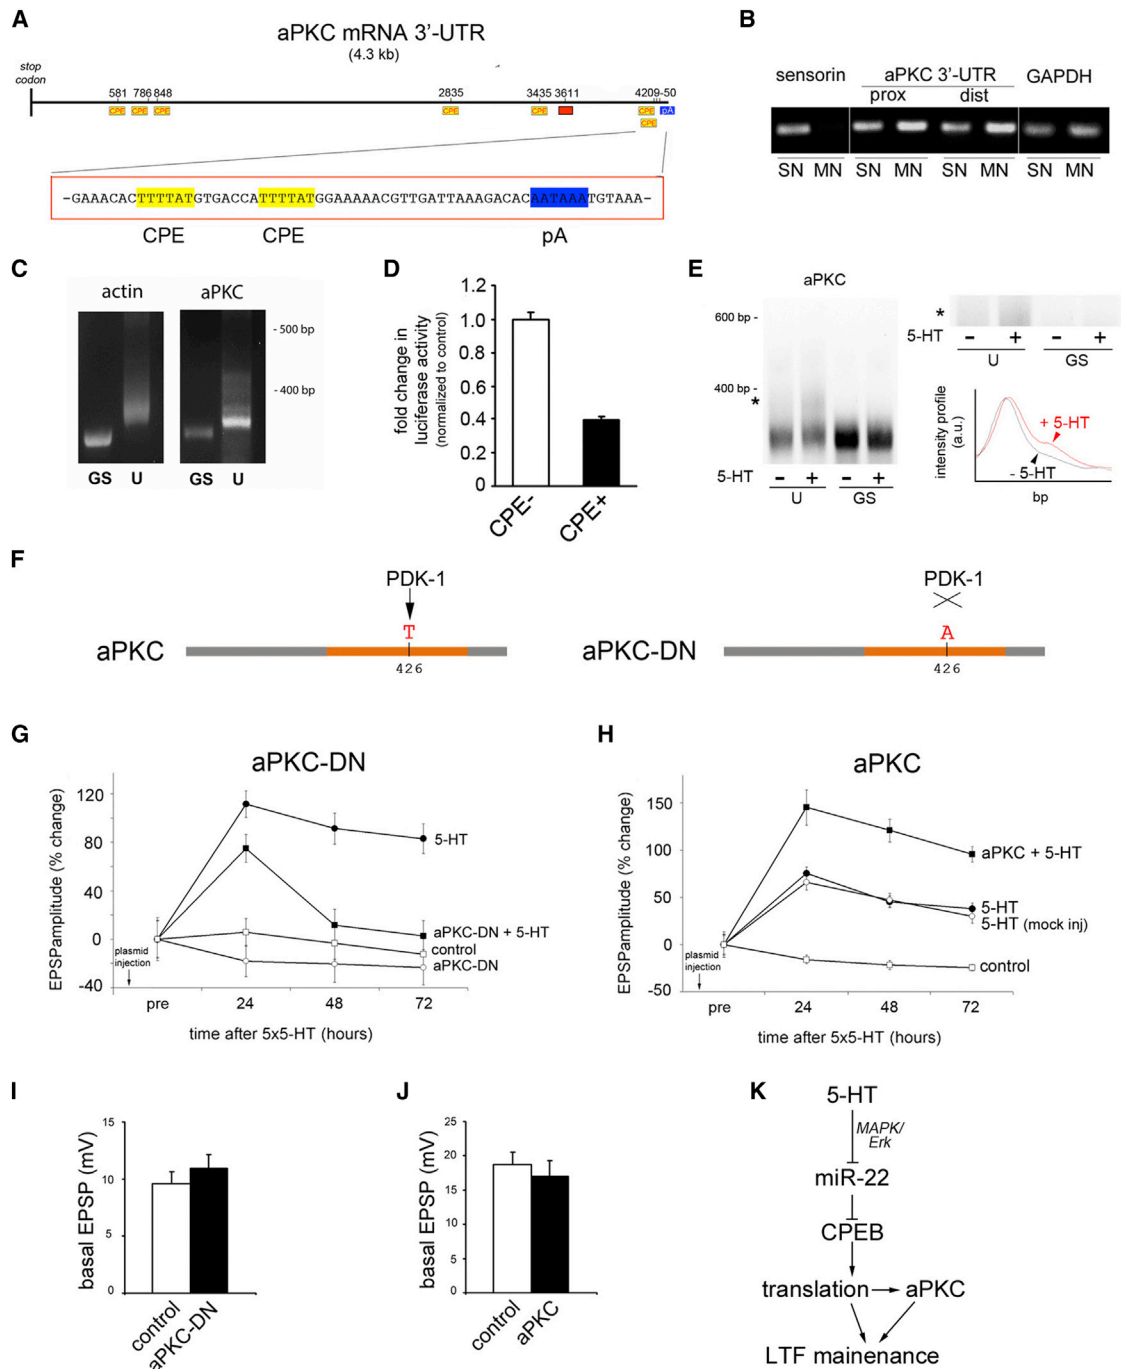 A
aPKC mRNA 3'-UTR
(4.3 kb)
stop
codon
581 786 848 2835 3435 3611 4209-50
CPE CPE CPE CPE CPE CPE pA
CPE
-GAAACACTTTTATGTGACCATTTTATGGAAAAACGTTGATTAAAGACACAATAAATGTAAA-
CPE CPE pA
B
sensorin aPKC 3'-UTR GAPDH
prox dist
SN MN SN MN SN MN SN MN
C
actin aPKC
- 500 bp
- 400 bp
GS U GS U
D
fold change in
luciferase activity
(normalized to control)
1.2
1.0
0.8
0.6
0.4
0.2
0
CPE- CPE+
E
aPKC
600 bp -
400 bp -
*
5-HT - + - +
U GS
*
5-HT - + - +
U GS
intensity profile
(a.u.)
+ 5-HT
- 5-HT
bp
F
PDK-1
T
aPKC
426
PDK-1
A
aPKC-DN
426
G
aPKC-DN
EPSPamplitude (% change)
120
80
40
0
-40
5-HT
aPKC-DN + 5-HT
control
aPKC-DN
plasmid
injection
pre 24 48 72
time after 5x5-HT (hours)
H
aPKC
EPSPamplitude (% change)
150
100
50
0
-50
aPKC + 5-HT
5-HT
5-HT (mock inj)
control
plasmid
injection
pre 24 48 72
time after 5x5-HT (hours)
I
basal EPSP (mV)
15
10
5
0
control aPKC-DN
J
basal EPSP (mV)
25
20
15
10
5
0
control aPKC
K
5-HT
MAPK/
Erk
miR-22
CPEB
translation aPKC
LTF mainenance